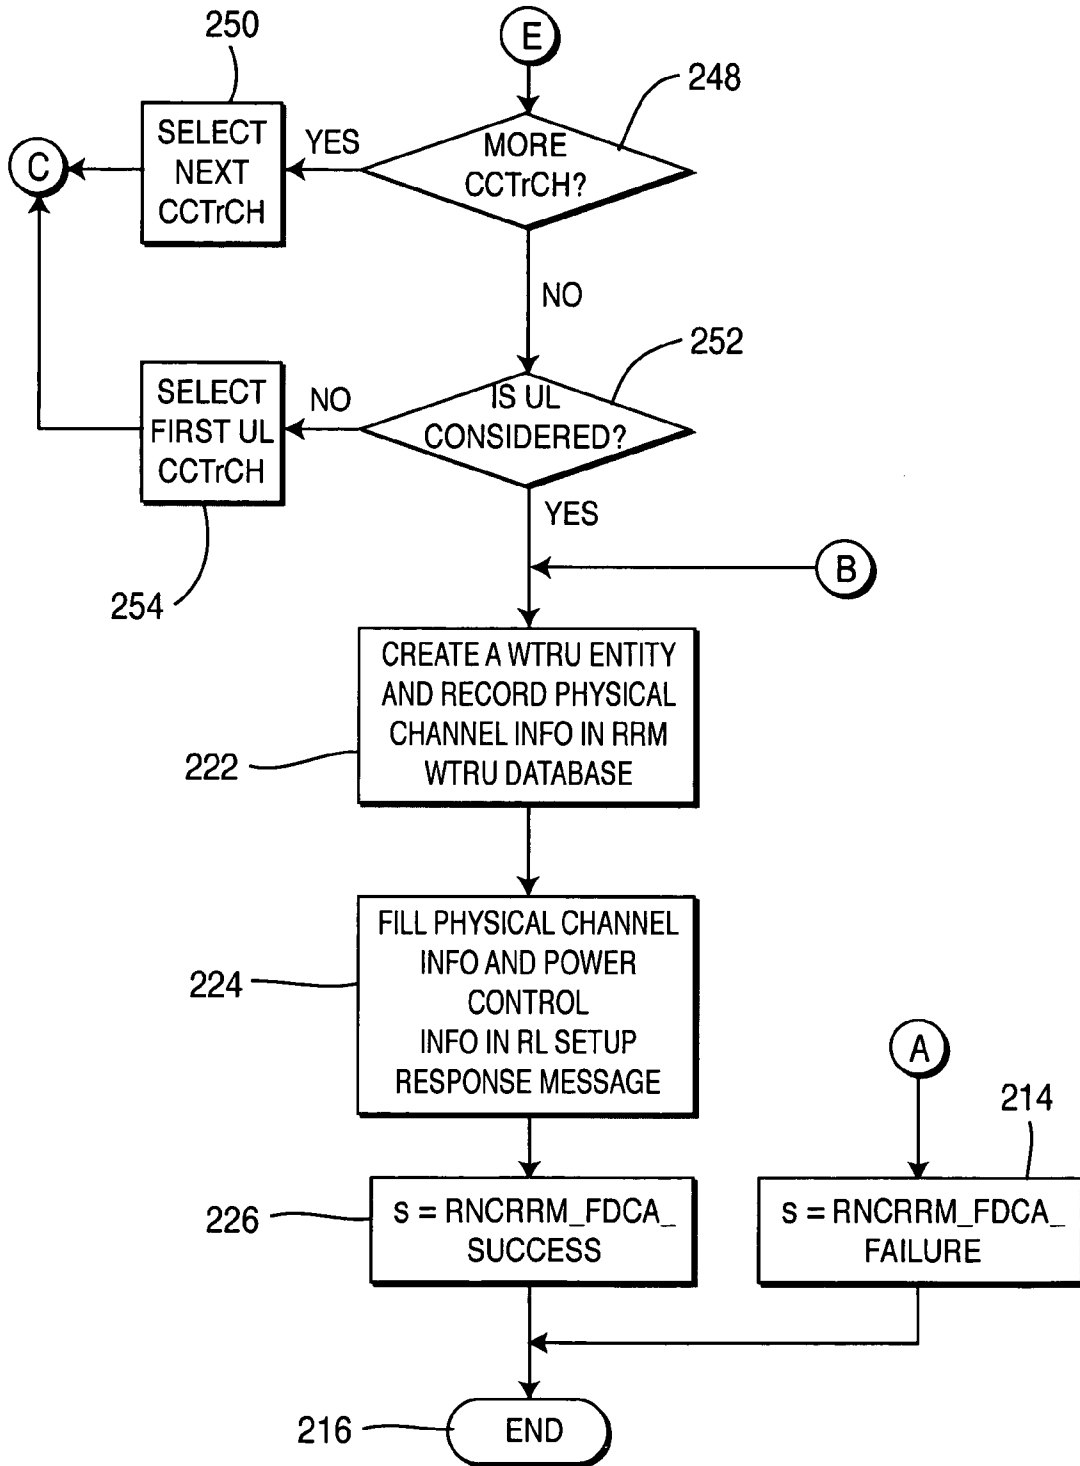 250
E
248
SELECT
NEXT
CCTrCH
YES
MORE
CCTrCH?
C
NO
252
SELECT
FIRST UL
CCTrCH
NO
IS UL
CONSIDERED?
YES
B
254
CREATE A WTRU ENTITY
AND RECORD PHYSICAL
CHANNEL INFO IN RRM
WTRU DATABASE
222
FILL PHYSICAL CHANNEL
INFO AND POWER
CONTROL
INFO IN RL SETUP
RESPONSE MESSAGE
224
A
214
226
s = RNCRRM_FDCA_
SUCCESS
s = RNCRRM_FDCA_
FAILURE
216
END